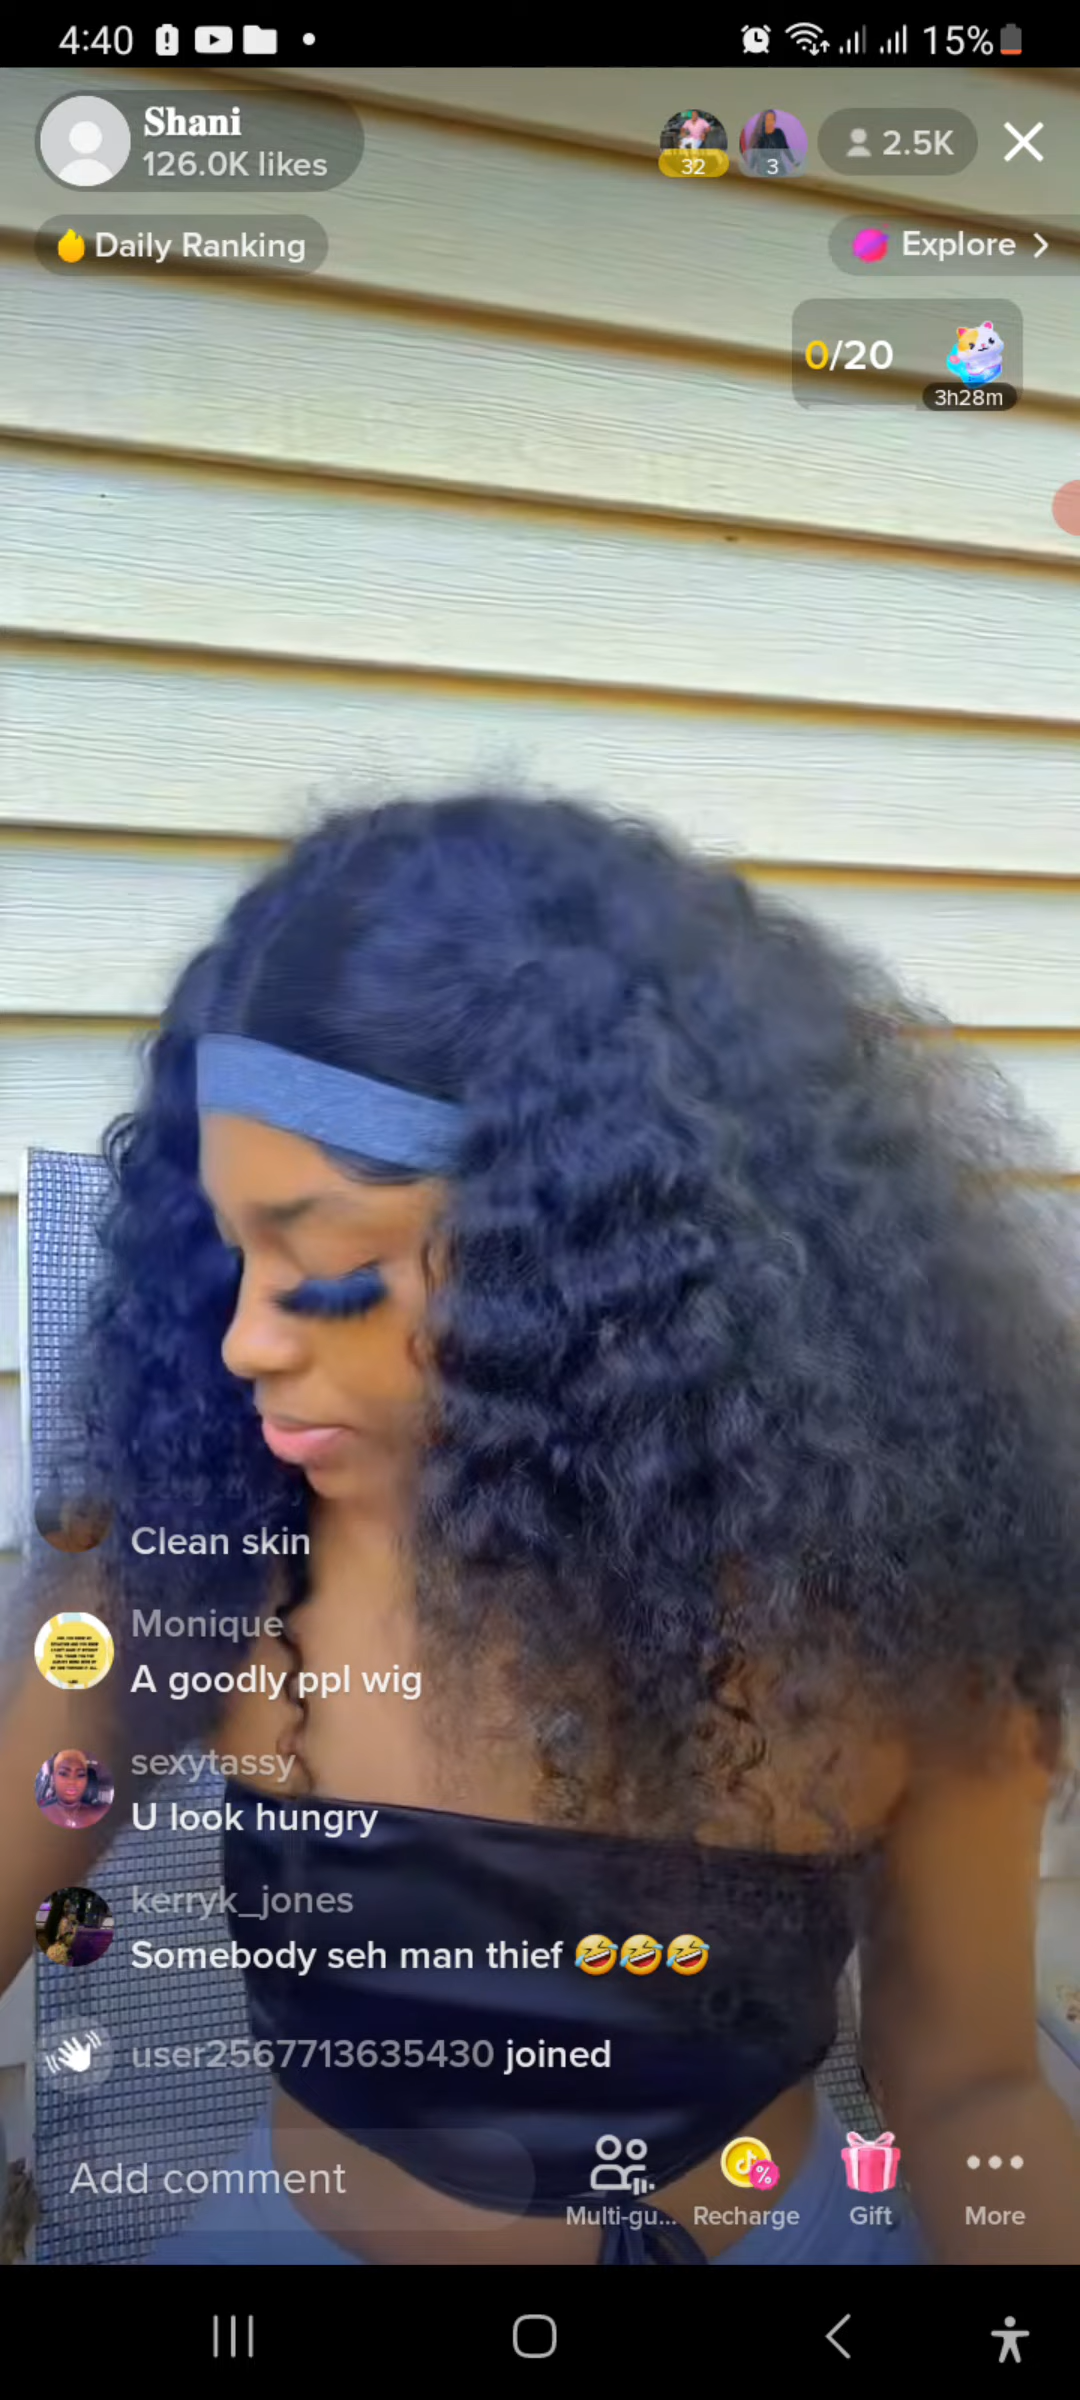 4:40
15%
Shani
126.0K likes
32
3
2.5K
Daily Ranking
Explore
0/20
3h28m
Clean skin
Monique
A goodly ppl wig
sexytassy
U look hungry
kerryk_jones
Somebody seh man thief 🤣🤣🤣
user2567713635430 joined
Add comment
Multi-gu...
Recharge
Gift
More